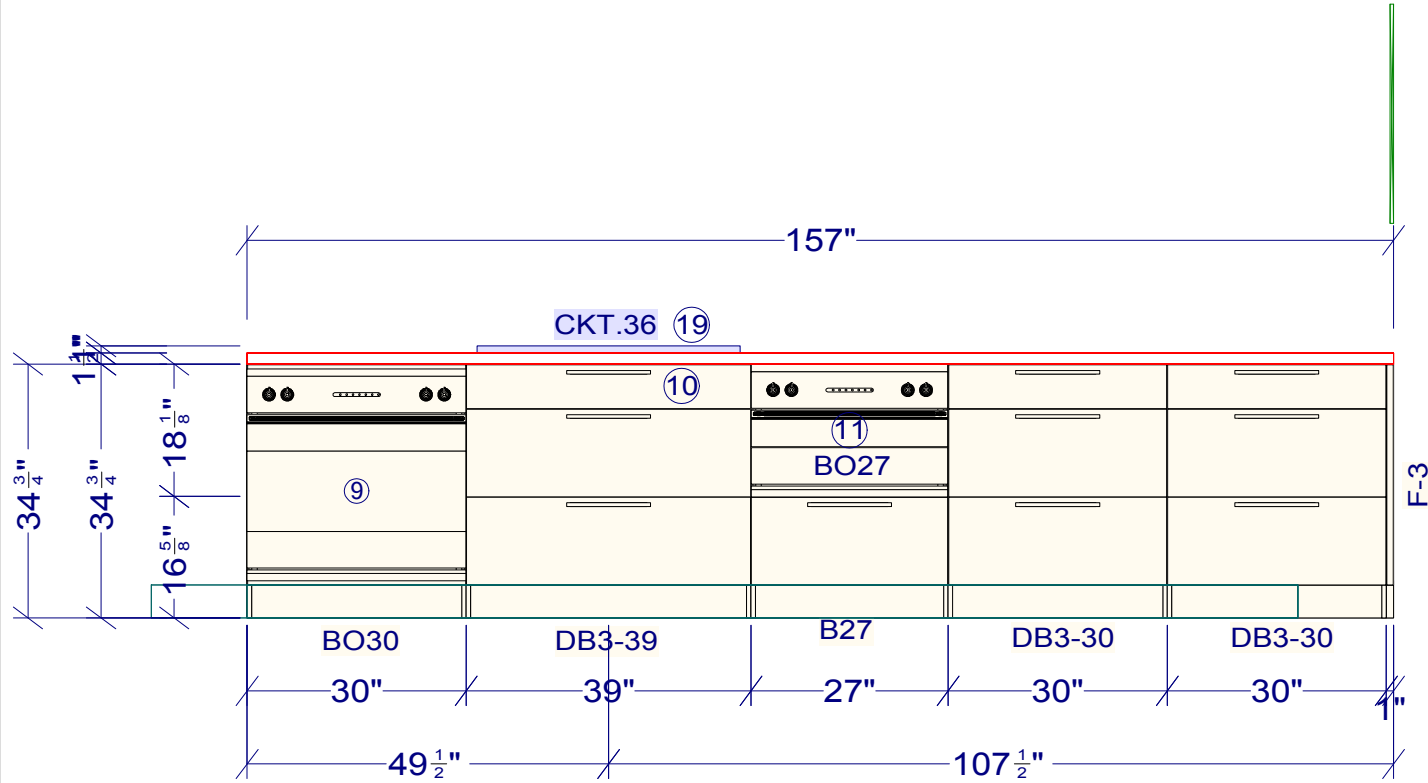 157"
CKT.36 19
1 1/2"
10
18 1/8"
11
BO27
9
34 3/4"
34 3/4"
F-3
16 5/8"
BO30
DB3-39
B27
DB3-30
DB3-30
30"
39"
27"
30"
30"
1"
49 1/2"
107 1/2"